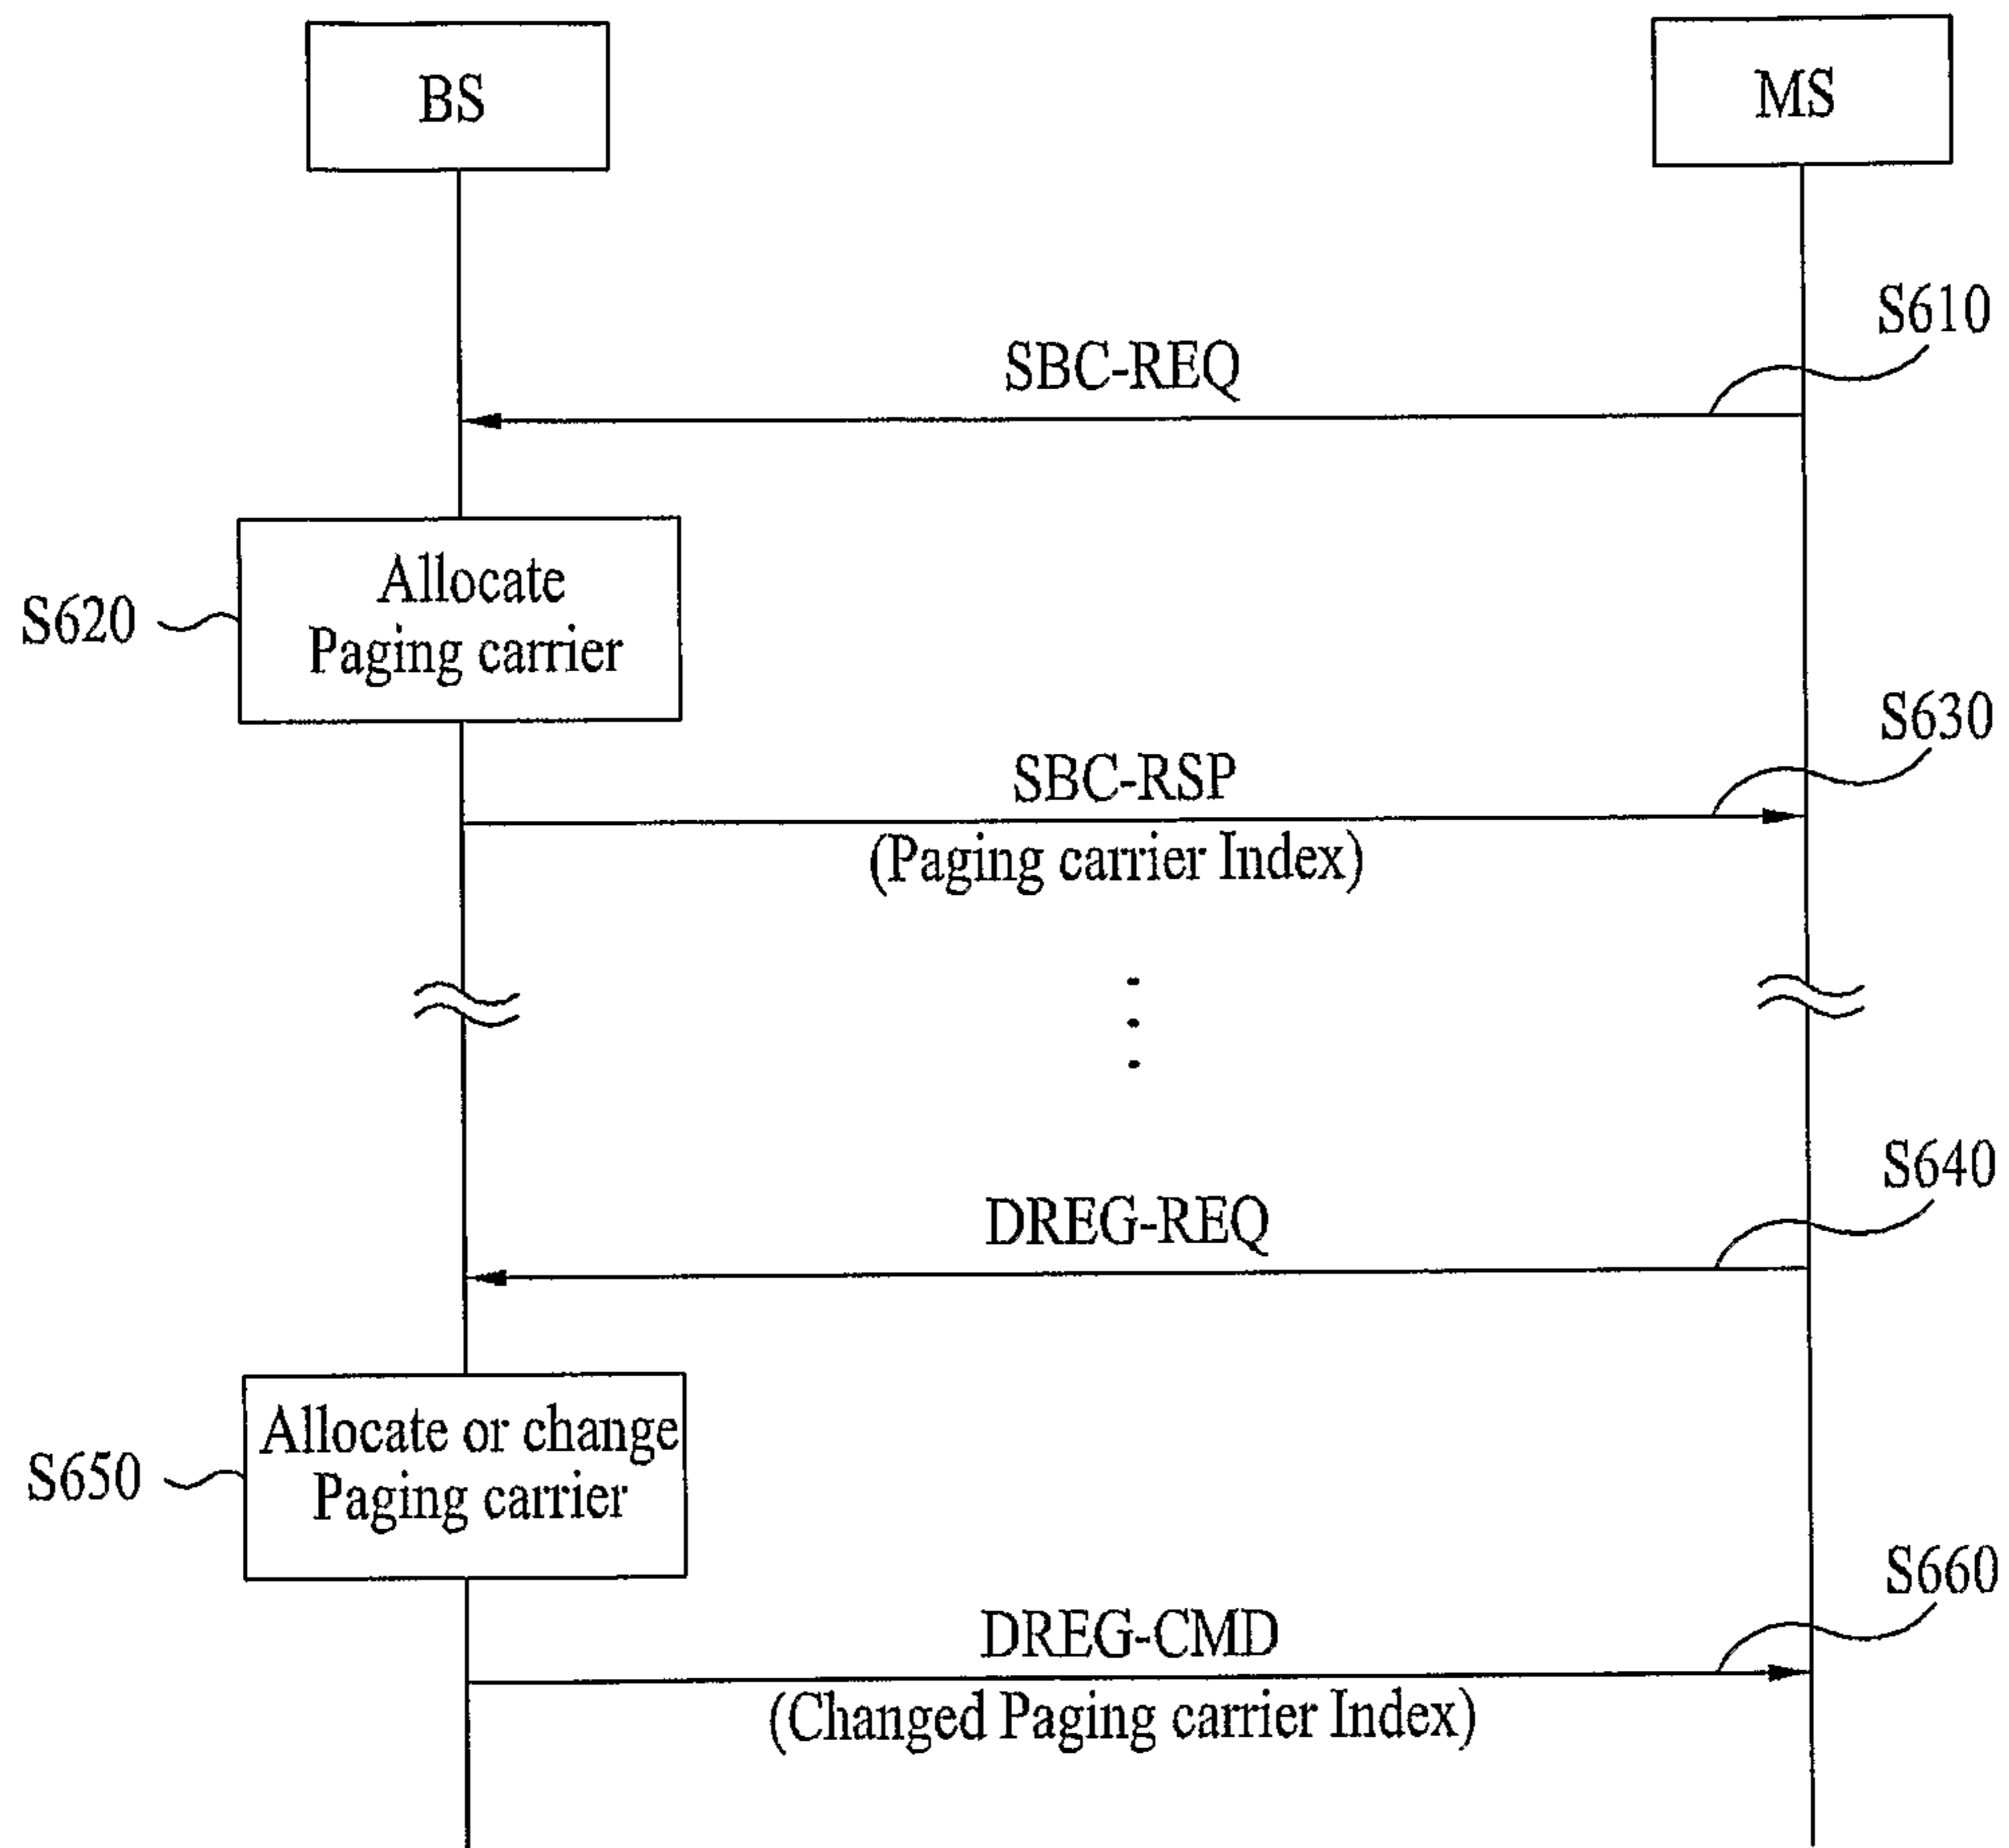 BS
MS
S610
SBC-REQ
Allocate
Paging carrier
S620
S630
SBC-RSP
(Paging carrier Index)
S640
DREG-REQ
Allocate or change
Paging carrier
S650
S660
DREG-CMD
(Changed Paging carrier Index)